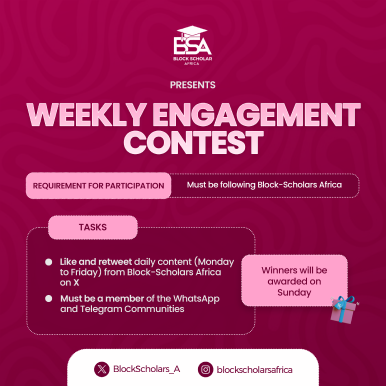 BSA
BLOCK SCHOLAR
AFRICA
PRESENTS
WEEKLY ENGAGEMENT
CONTEST
REQUIREMENT FOR PARTICIPATION
Must be following Block-Scholars Africa
TASKS
Like and retweet daily content (Monday
to Friday) from Block-Scholars Africa
on X
Must be a member of the WhatsApp
and Telegram Communities
Winners will be
awarded on
Sunday
BlockScholars_A
blockscholarsafrica